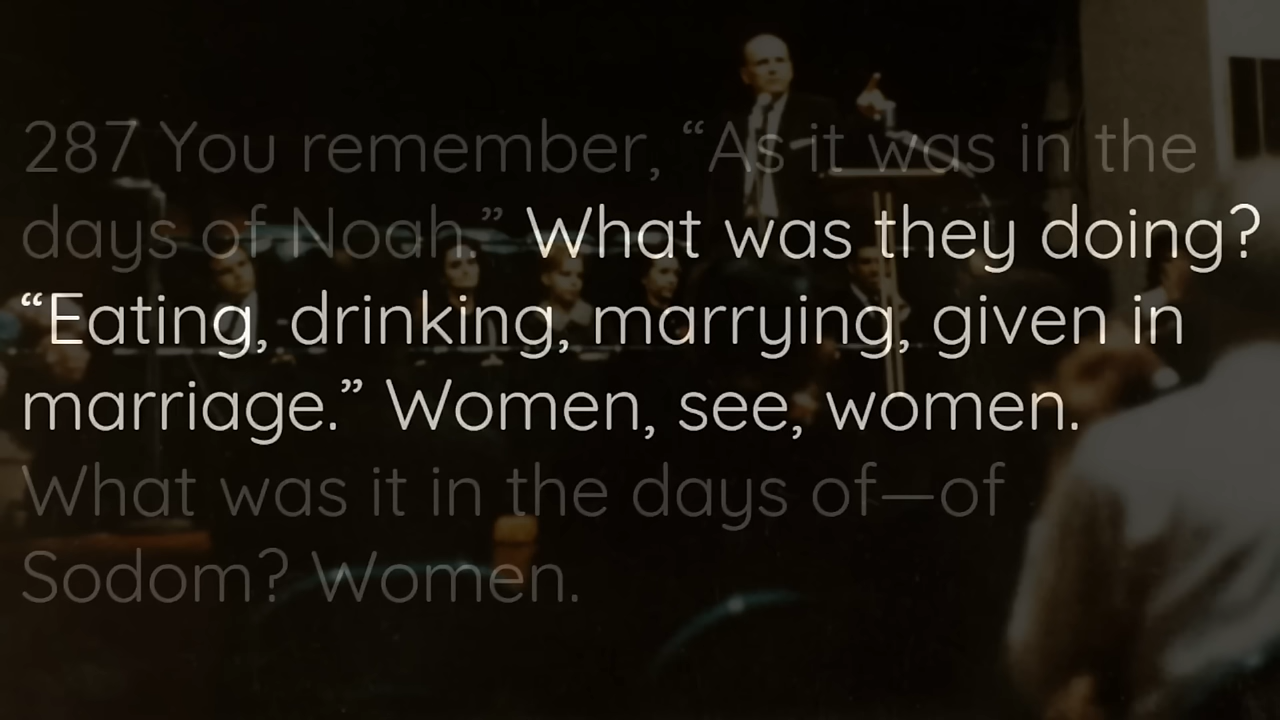 287 You remember, “As it was in the
days of Noah.” What was they doing?
“Eating, drinking, marrying, given in
marriage.” Women, see, women.
What was it in the days of—of
Sodom? Women.